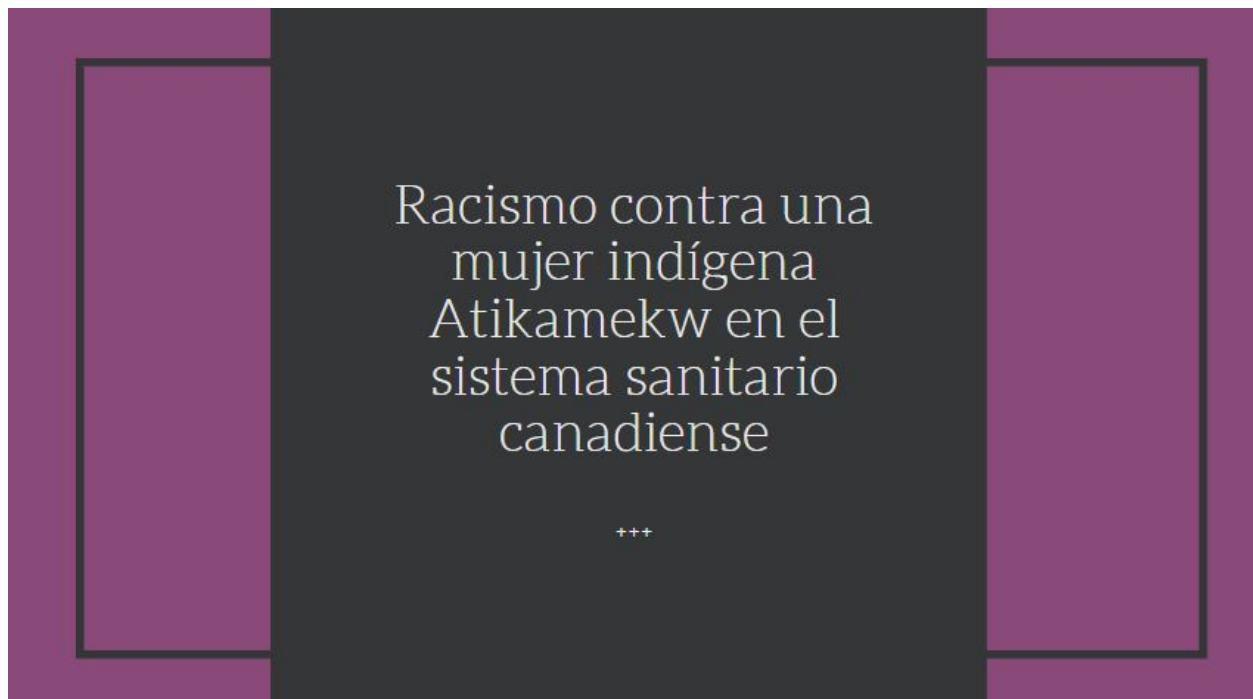 Racismo contra una
mujer indígena
Atikamekw en el
sistema sanitario
canadiense
+++